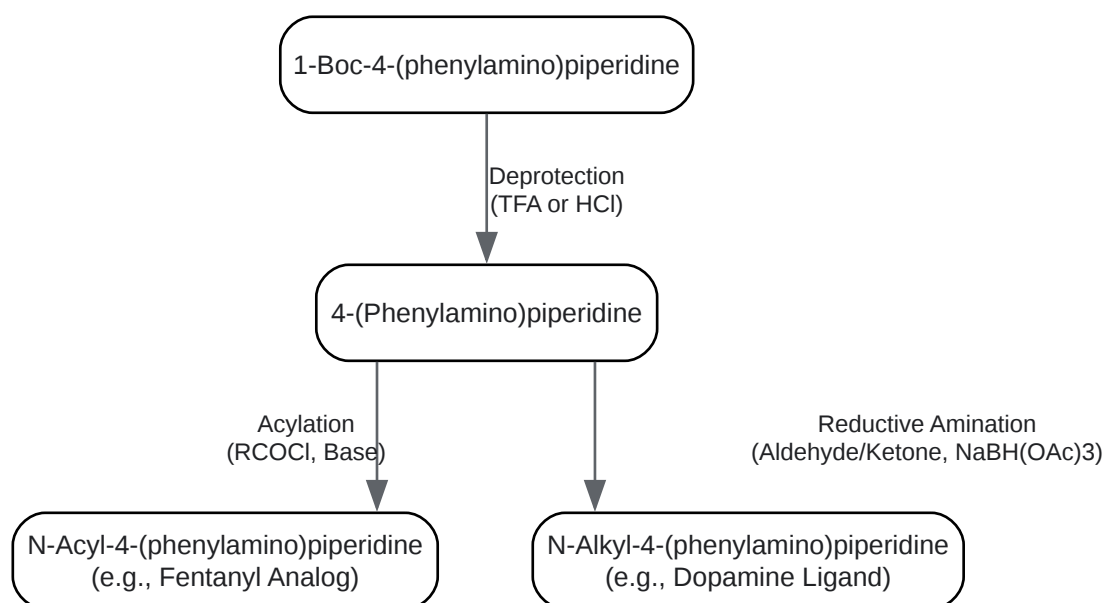 1-Boc-4-(phenylamino)piperidine
Deprotection
(TFA or HCl)
4-(Phenylamino)piperidine
Acylation
(RCOCl, Base)
Reductive Amination
(Aldehyde/Ketone, NaBH(OAc)3)
N-Acyl-4-(phenylamino)piperidine
(e.g., Fentanyl Analog)
N-Alkyl-4-(phenylamino)piperidine
(e.g., Dopamine Ligand)